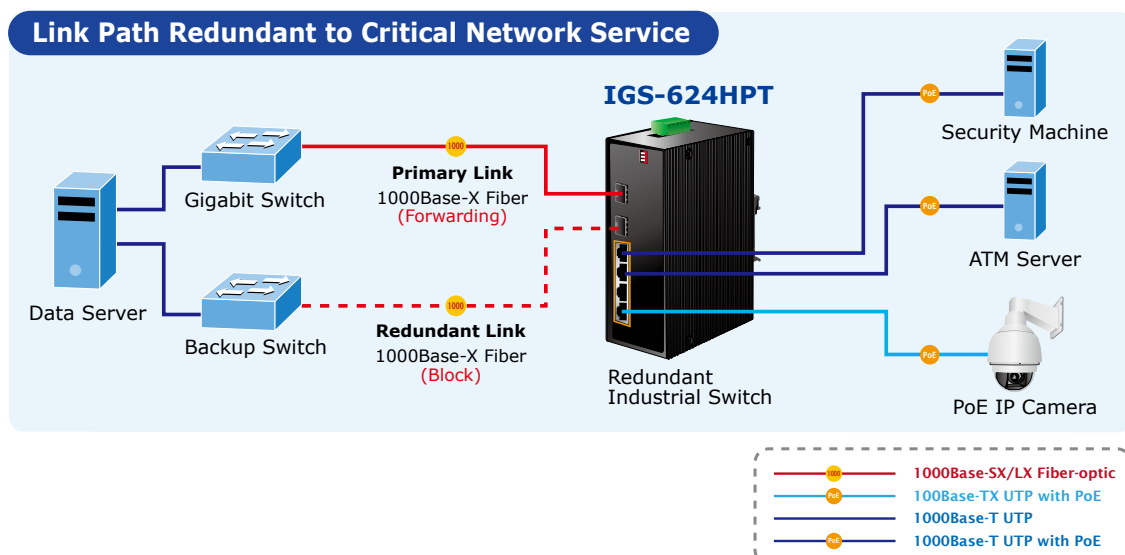 Link Path Redundant to Critical Network Service
IGS-624HPT
PoE
Security Machine
1000
Primary Link
1000Base-X Fiber
(Forwarding)
Gigabit Switch
PoE
ATM Server
Data Server
1000
Redundant Link
1000Base-X Fiber
(Block)
Backup Switch
Redundant
Industrial Switch
PoE
PoE IP Camera
1000 1000Base-SX/LX Fiber-optic
PoE 100Base-TX UTP with PoE
1000Base-T UTP
PoE 1000Base-T UTP with PoE